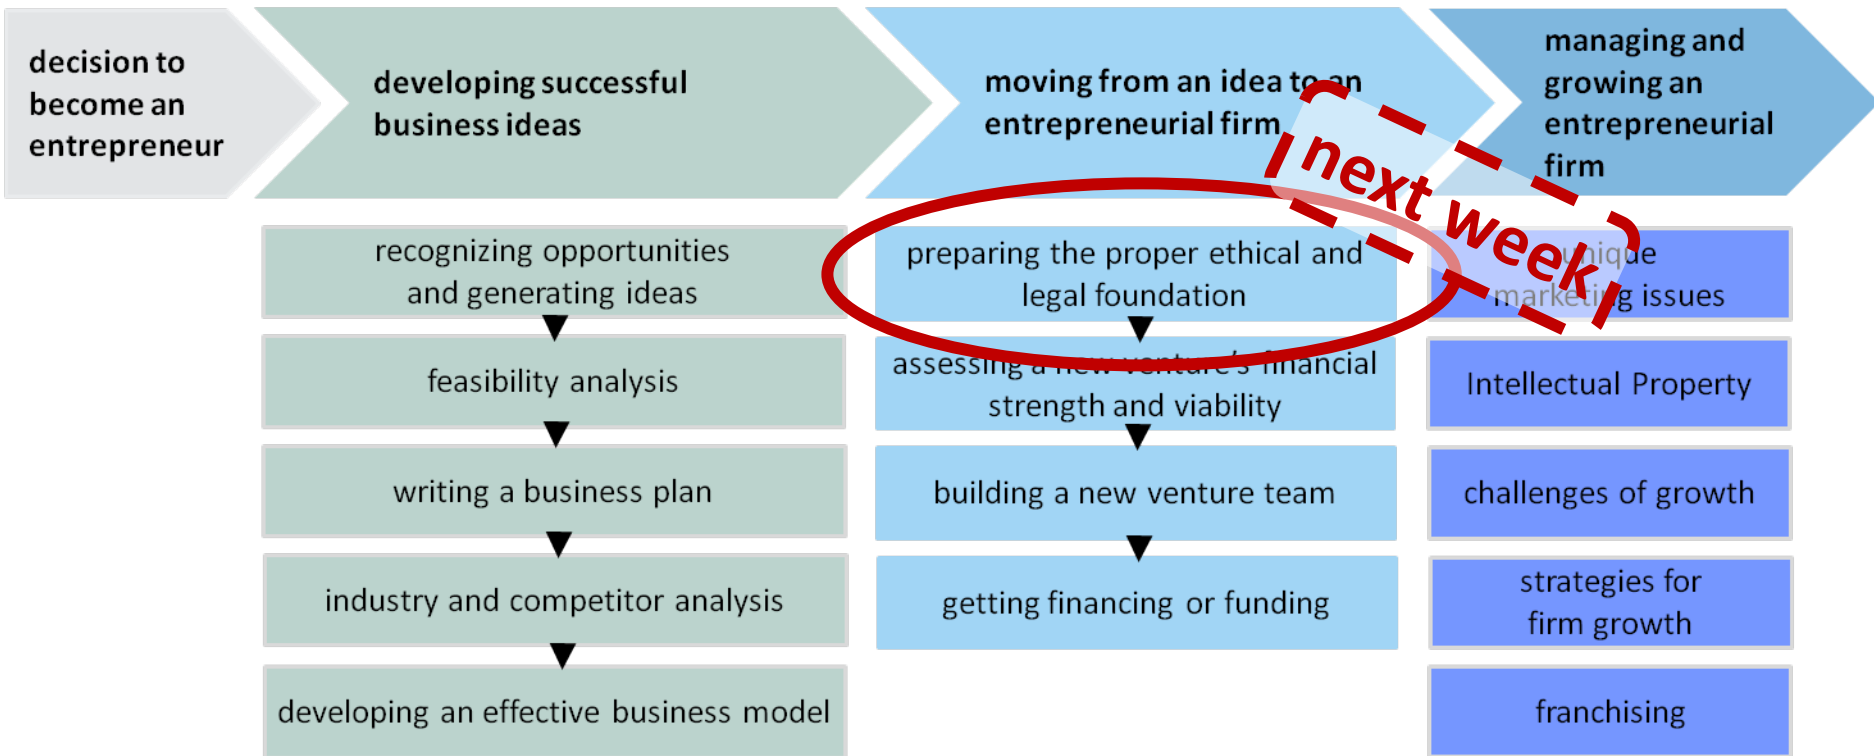 decision to
become an
entrepreneur
developing successful
business ideas
moving from an idea to an
entrepreneurial firm
managing and
growing an
entrepreneurial
firm
next week
recognizing opportunities
and generating ideas
feasibility analysis
writing a business plan
industry and competitor analysis
developing an effective business model
preparing the proper ethical and
legal foundation
assessing a new venture's financial
strength and viability
building a new venture team
getting financing or funding
unique
marketing issues
Intellectual Property
challenges of growth
strategies for
firm growth
franchising